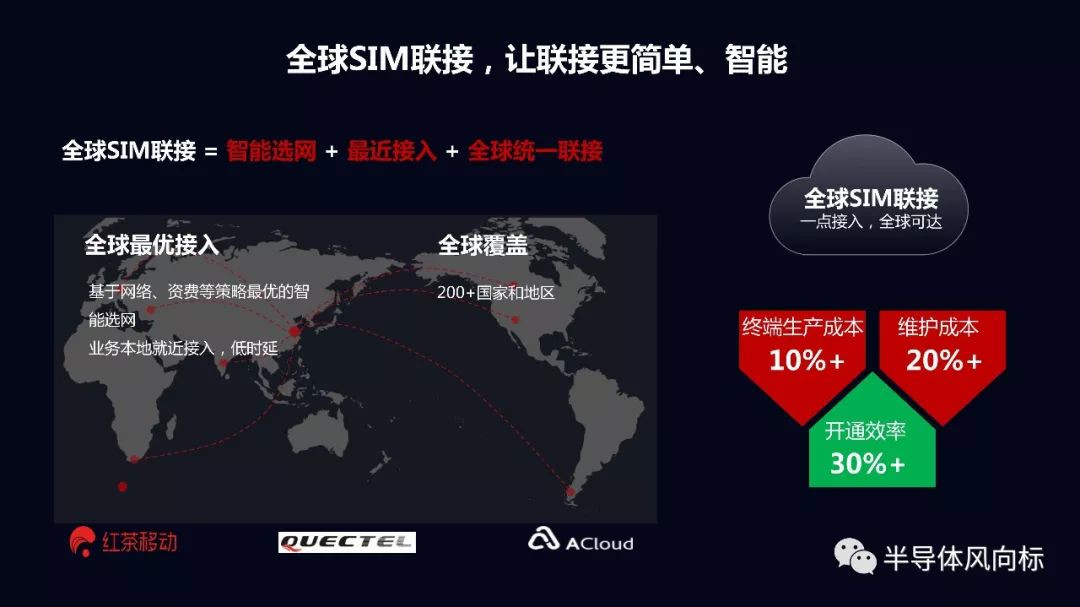 全球SIM联接，让联接更简单、智能
全球SIM联接 = 智能选网 + 最近接入 + 全球统一联接
全球最优接入
基于网络、资费等策略最优的智
能选网
业务本地就近接入，低时延
全球覆盖
200+国家和地区
全球SIM联接
一点接入，全球可达
终端生产成本
10%+
维护成本
20%+
开通效率
30%+
红茶移动
QUECTEL
ACloud
半导体风向标